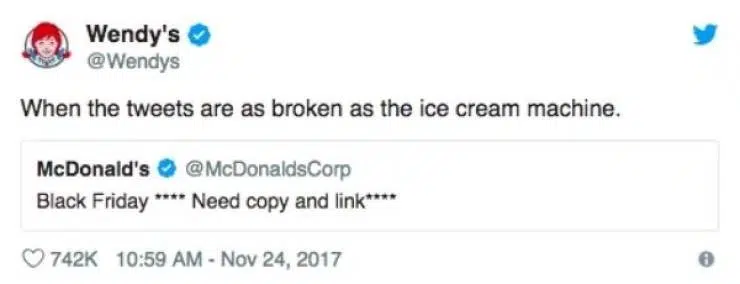 Wendy's
@Wendys
When the tweets are as broken as the ice cream machine.
McDonald's @McDonaldsCorp
Black Friday **** Need copy and link****
742K 10:59 AM - Nov 24, 2017